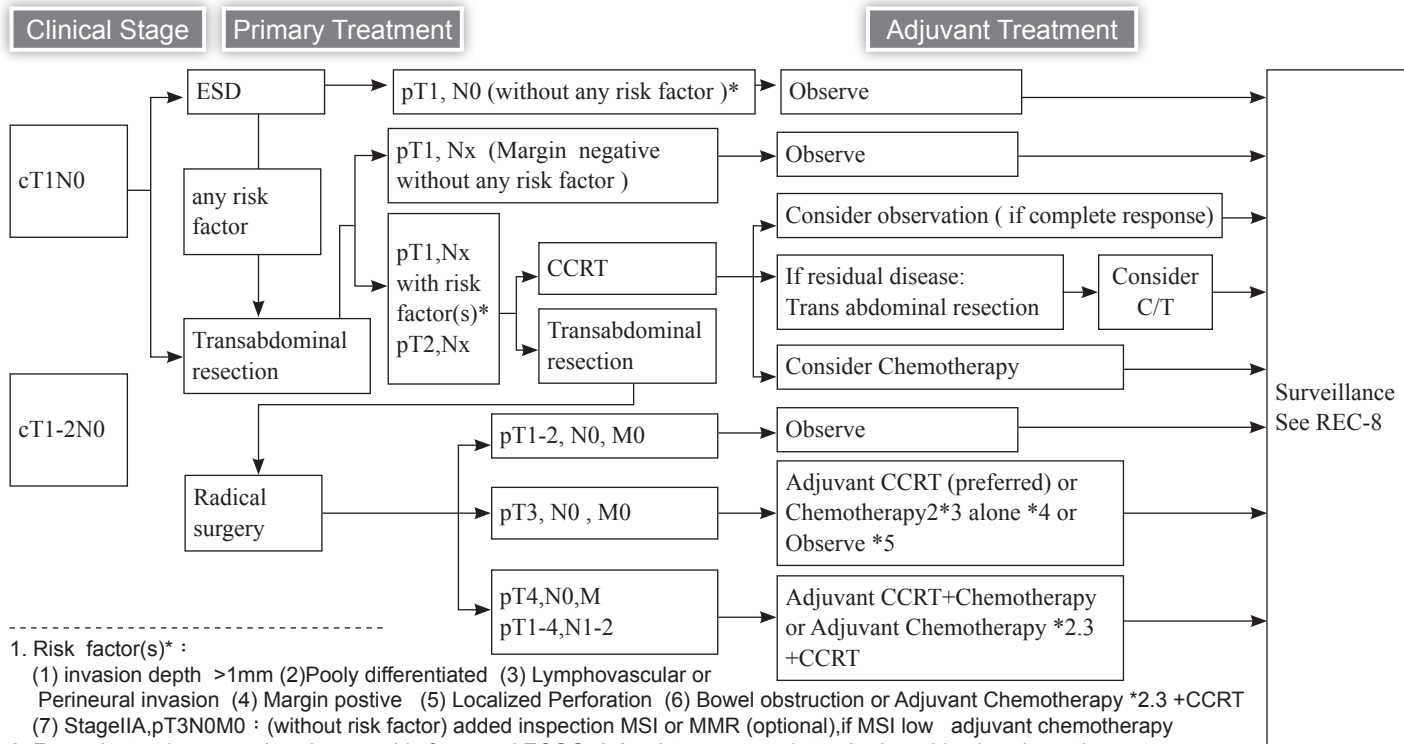 Clinical Stage
Primary Treatment
Adjuvant Treatment
cT1N0
cT1-2N0
ESD
any risk
factor
Transabdominal
resection
Radical
surgery
pT1, N0 (without any risk factor )*
pT1, Nx (Margin negative
without any risk factor )
pT1,Nx
with risk
factor(s)*
pT2,Nx
CCRT
Transabdominal
resection
pT1-2, N0, M0
pT3, N0 , M0
pT4,N0,M
pT1-4,N1-2
Observe
Observe
Consider observation ( if complete response)
If residual disease:
Trans abdominal resection
Consider
C/T
Consider Chemotherapy
Observe
Adjuvant CCRT (preferred) or
Chemotherapy2*3 alone *4 or
Observe *5
Adjuvant CCRT+Chemotherapy
or Adjuvant Chemotherapy *2.3
+CCRT
Surveillance
See REC-8
1. Risk factor(s)*：
(1) invasion depth >1mm (2)Pooly differentiated (3) Lymphovascular or
Perineural invasion (4) Margin postive (5) Localized Perforation (6) Bowel obstruction or Adjuvant Chemotherapy *2.3 +CCRT
(7) StageIIA,pT3N0M0：(without risk factor) added inspection MSI or MMR (optional),if MSI low adjuvant chemotherapy